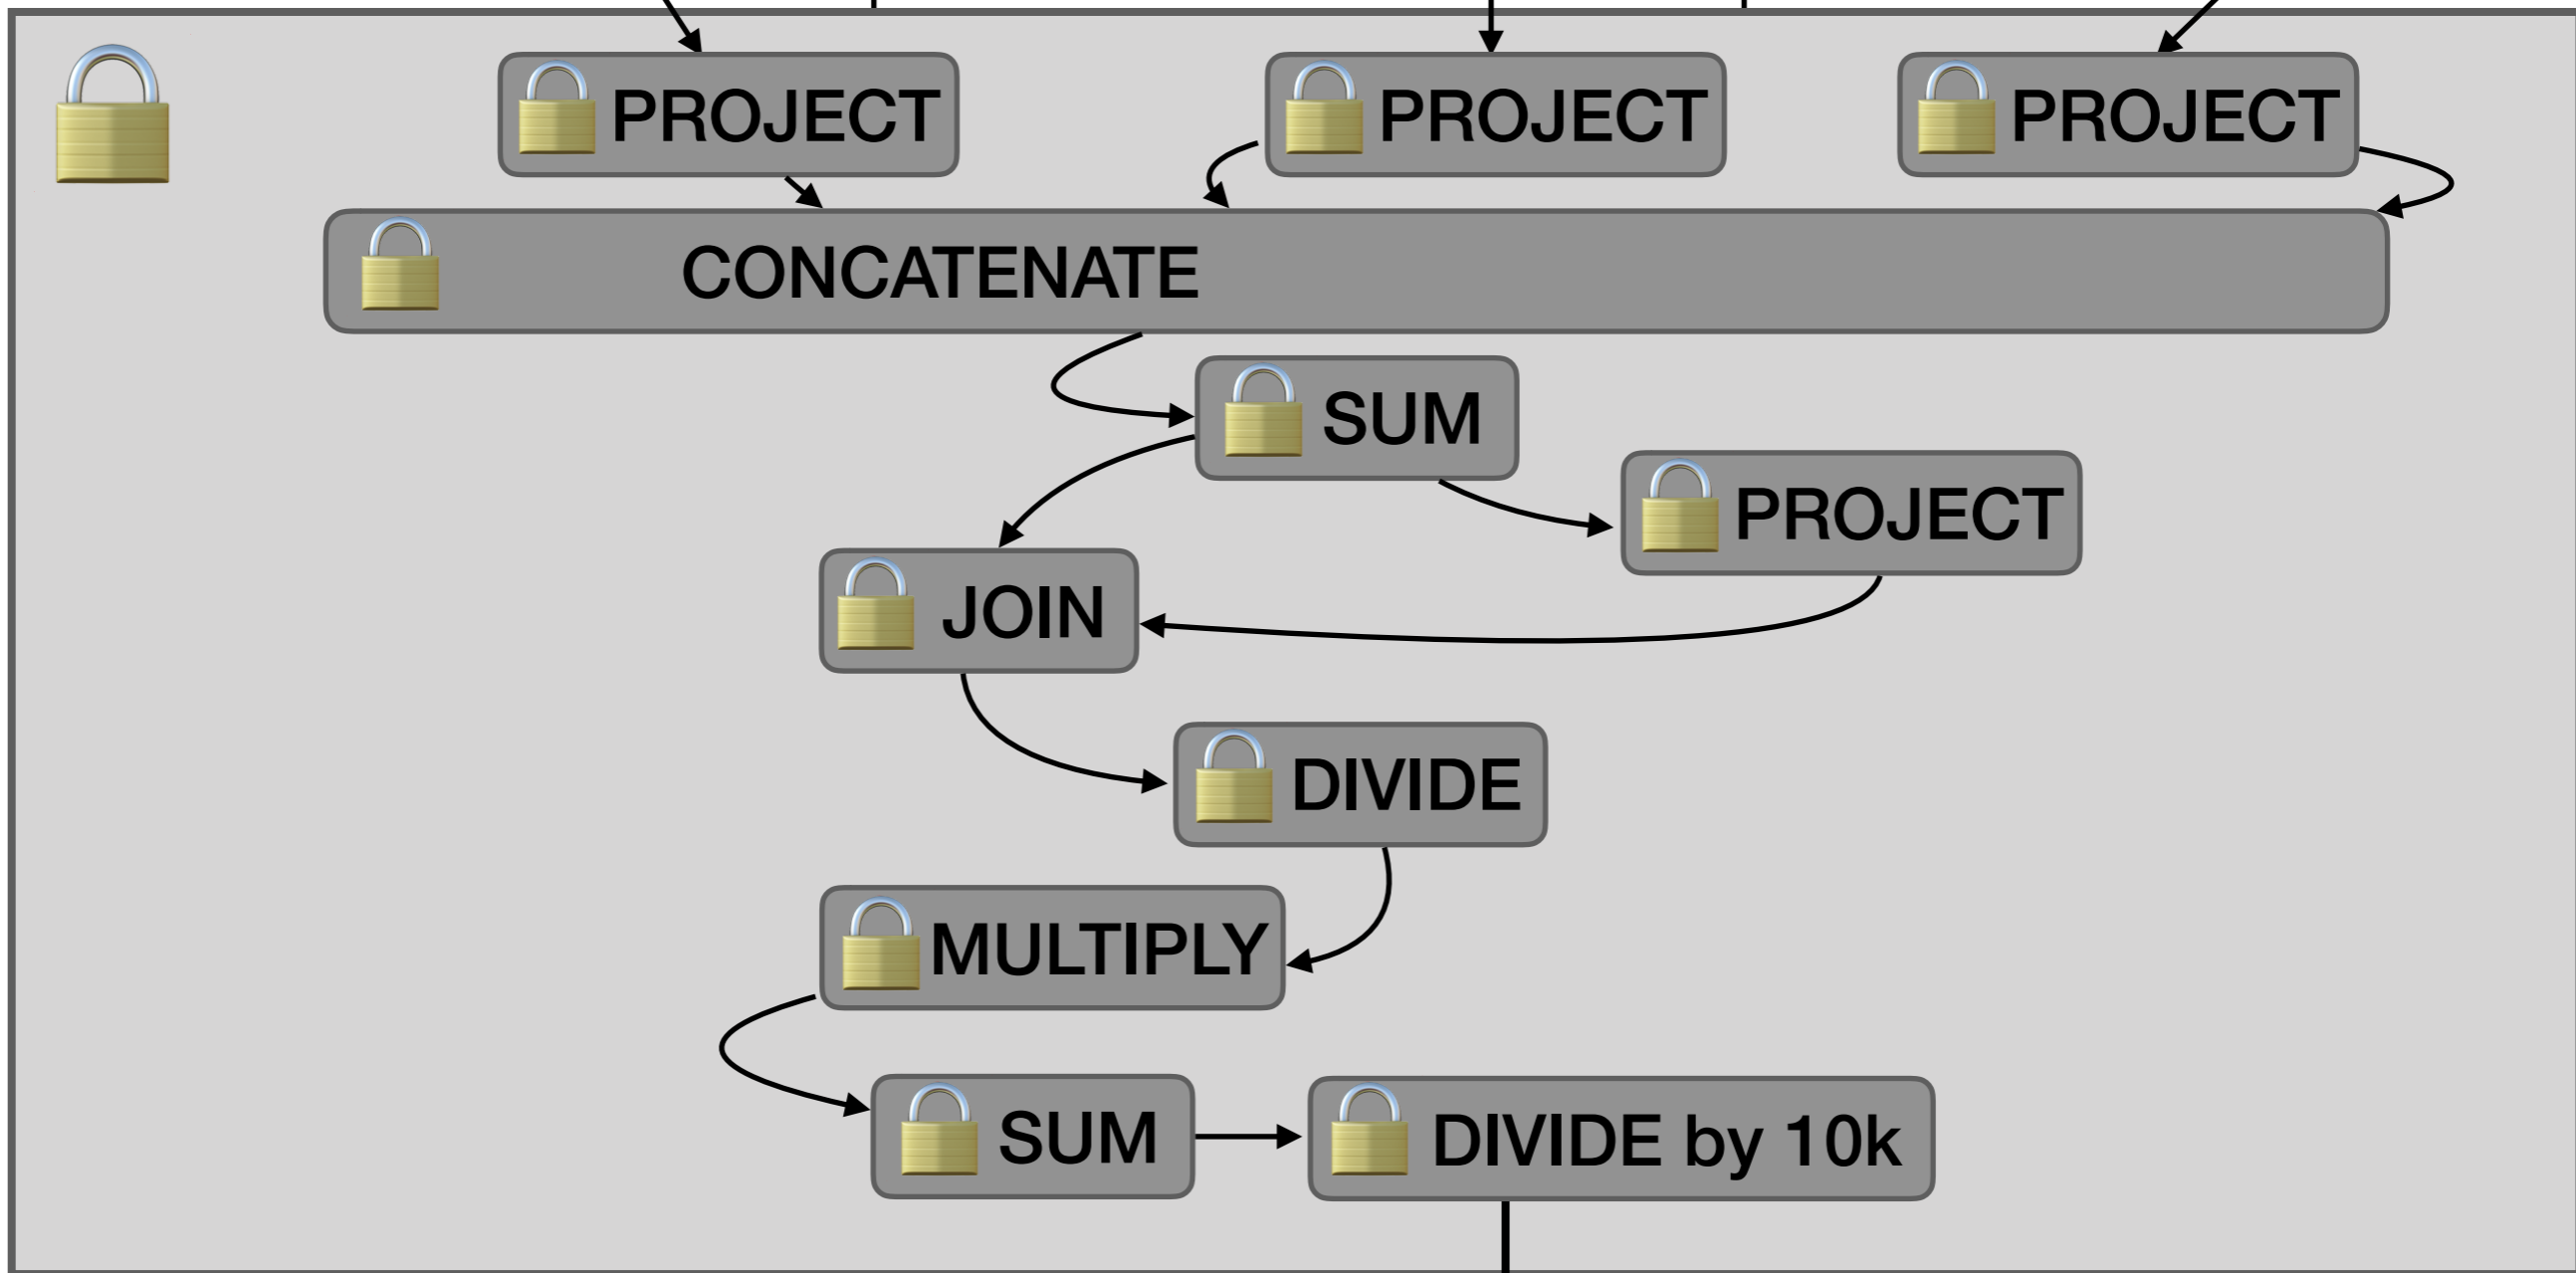 PROJECT
PROJECT
PROJECT
CONCATENATE
SUM
PROJECT
JOIN
DIVIDE
MULTIPLY
SUM
DIVIDE by 10k